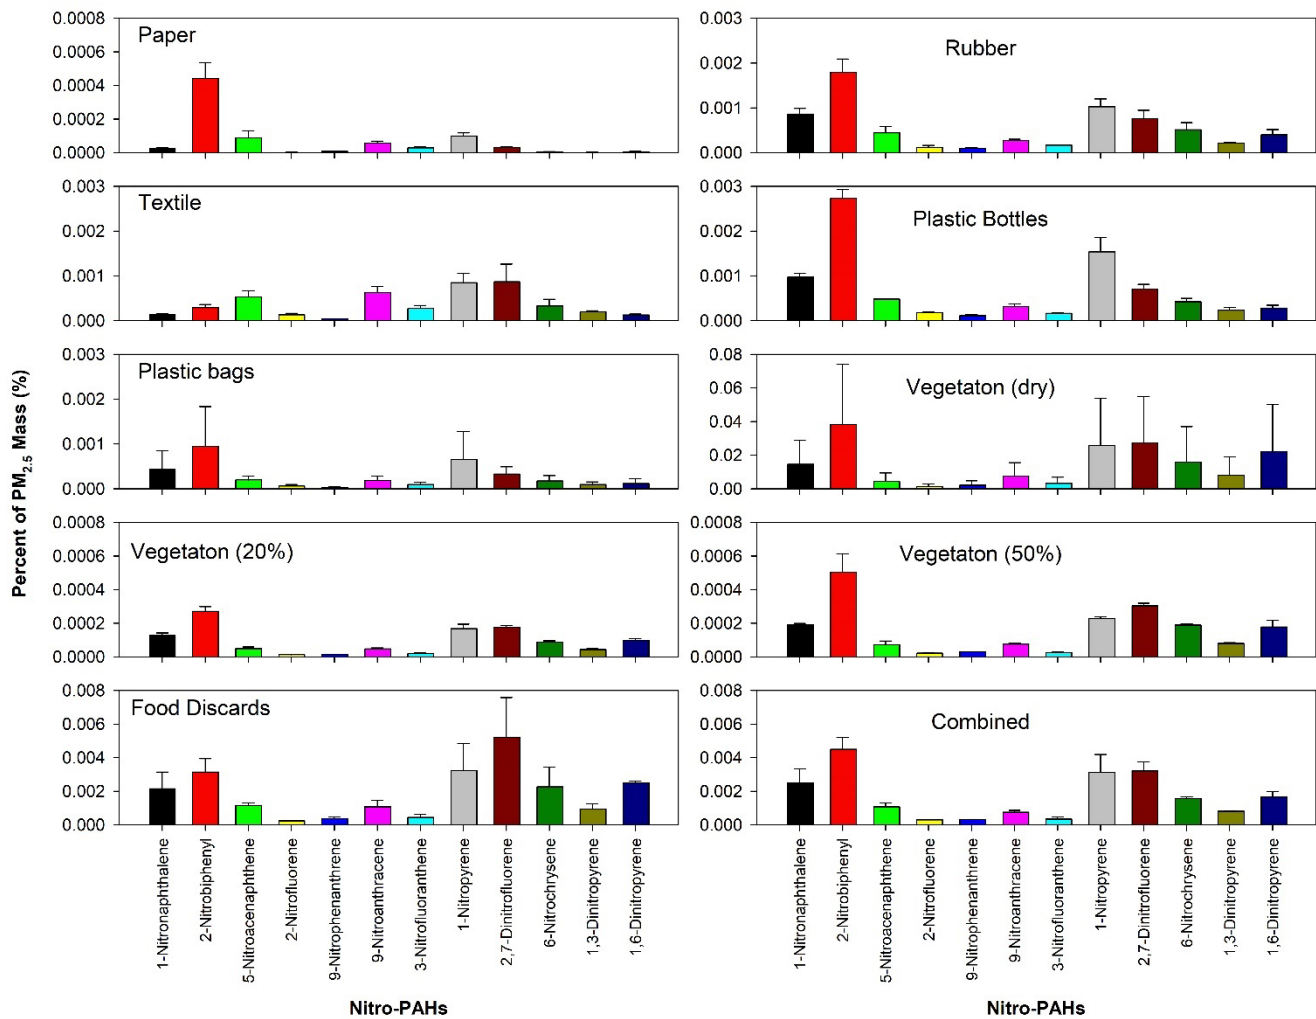 Percent of PM2.5 Mass (%)
0.0008
0.0006
0.0004
0.0002
0.0000
Paper
0.003
0.002
0.001
0.000
Rubber
0.003
0.002
0.001
0.000
Textile
0.003
0.002
0.001
0.000
Plastic Bottles
0.003
0.002
0.001
0.000
Plastic bags
0.08
0.06
0.04
0.02
0.00
Vegetaton (dry)
0.0008
0.0006
0.0004
0.0002
0.0000
Vegetaton (20%)
0.0008
0.0006
0.0004
0.0002
0.0000
Vegetaton (50%)
0.008
0.006
0.004
0.002
0.000
Food Discards
0.008
0.006
0.004
0.002
0.000
Combined
1-Nitronaphthalene
2-Nitrobiphenyl
5-Nitroacenaphthene
2-Nitrofluorene
9-Nitrophenanthrene
9-Nitroanthracene
3-Nitrofluoranthene
1-Nitropyrene
2,7-Dinitrofluorene
6-Nitrochrysene
1,3-Dinitropyrene
1,6-Dinitropyrene
Nitro-PAHs
1-Nitronaphthalene
2-Nitrobiphenyl
5-Nitroacenaphthene
2-Nitrofluorene
9-Nitrophenanthrene
9-Nitroanthracene
3-Nitrofluoranthene
1-Nitropyrene
2,7-Dinitrofluorene
6-Nitrochrysene
1,3-Dinitropyrene
1,6-Dinitropyrene
Nitro-PAHs